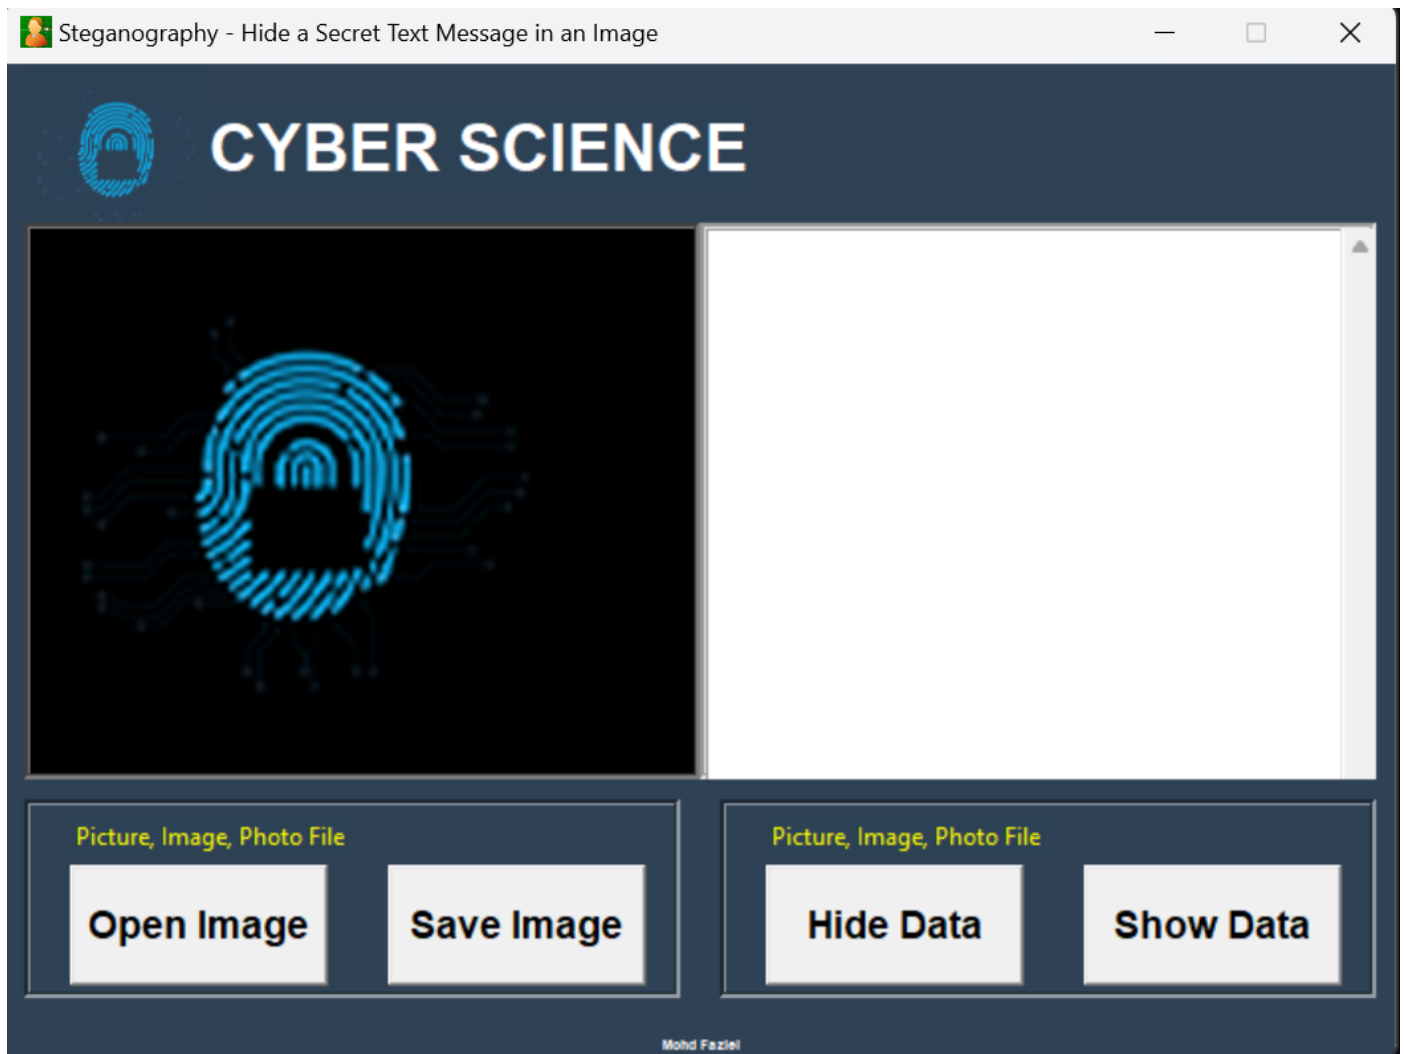 Steganography - Hide a Secret Text Message in an Image
CYBER SCIENCE
Picture, Image, Photo File
Open Image
Save Image
Picture, Image, Photo File
Hide Data
Show Data
Mohd Faziel